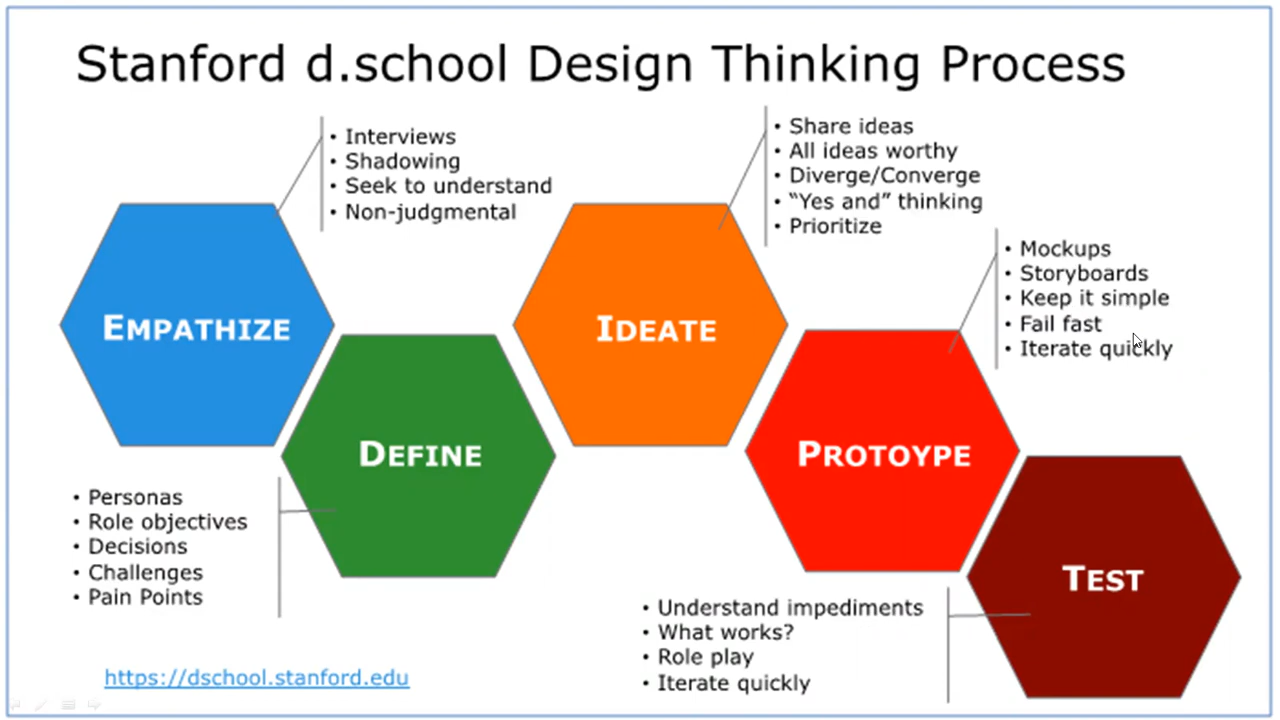 Stanford d.school Design Thinking Process
• Interviews
• Shadowing
• Seek to understand
• Non-judgmental
EMPATHIZE
• Personas
• Role objectives
• Decisions
• Challenges
• Pain Points
DEFINE
• Share ideas
• All ideas worthy
• Diverge/Converge
• “Yes and” thinking
• Prioritize
IDEATE
• Mockups
• Storyboards
• Keep it simple
• Fail fast
• Iterate quickly
PROTOYPE
• Understand impediments
• What works?
• Role play
• Iterate quickly
TEST
https://dschool.stanford.edu